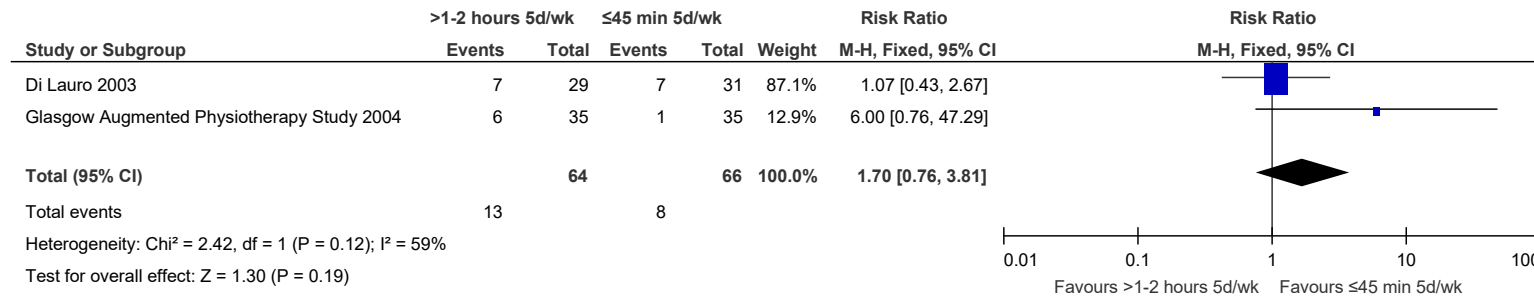 >1-2 hours 5d/wk ≤45 min 5d/wk Risk Ratio Risk Ratio
Study or Subgroup Events Total Events Total Weight M-H, Fixed, 95% CI M-H, Fixed, 95% CI
Di Lauro 2003 7 29 7 31 87.1% 1.07 [0.43, 2.67]
Glasgow Augmented Physiotherapy Study 2004 6 35 1 35 12.9% 6.00 [0.76, 47.29]
Total (95% CI) 64 66 100.0% 1.70 [0.76, 3.81]
Total events 13 8
Heterogeneity: Chi² = 2.42, df = 1 (P = 0.12); I² = 59%
Test for overall effect: Z = 1.30 (P = 0.19)
0.01 0.1 1 10 100
Favours >1-2 hours 5d/wk Favours ≤45 min 5d/wk